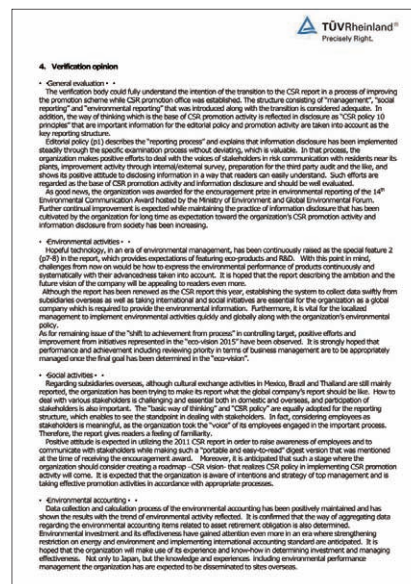 TÜVRheinland®
Precisely Right.
4. Verification opinion
・・General evaluation・・
The verification body could fully understand the intention of the transition to the CSR report in a process of improving
the promotion scheme while CSR promotion office was established. The structure consisting of "management", "social
reporting" and "environmental reporting" that was introduced along with the transition is considered adequate. In
addition, the way of thinking which is the base of CSR promotion activity is reflected in disclosure as "CSR policy 10
principles" that are important information for the editorial policy and promotion activity are taken into account as the
key reporting structure.
Editorial policy (p1) describes the "reporting process" and explains that information disclosure has been implemented
steadily through the specific examination process without deviating, which is valuable. In that process, the
organization makes positive efforts to deal with the voices of stakeholders in risk communication with residents near its
plants, improvement activity through internal/external survey, preparation for the third party audit and the like, and
shows its positive attitude to disclosing information in a way that readers can easily understand. Such efforts are
regarded as the base of CSR promotion activity and information disclosure and should be well evaluated.
As good news, the organization was awarded for the encouragement prize in environmental reporting of the 14th
Environmental Communication Award hosted by the Ministry of Environment and Global Environmental Forum.
Further continual improvement is expected while maintaining the practice of information disclosure that has been
cultivated by the organization for long time as expectation toward the organization's CSR promotion activity and
information disclosure from society has been increasing.
・・Environmental activities・・
Hopeful technology, in an era of environmental management, has been continuously raised as the special feature 2
(p7-8) in the report, which provides expectations of featuring eco-products and R&D. With this point in mind,
challenges from now on would be how to express the environmental performance of products continuously and
systematically with their advancedness taken into account. It is hoped that the report describing the ambition and the
future vision of the company will be appealing to readers even more.
Although the report has been renewed as the CSR report this year, establishing the system to collect data swiftly from
subsidiaries overseas as well as taking international and social initiatives are essential for the organization as a global
company which is required to provide the environmental information. Furthermore, it is vital for the localized
management to implement environmental activities quickly and globally along with the organization's environmental
policy.
As for remaining issue of the "shift to achievement from process" in controlling target, positive efforts and
improvement from initiatives represented in the "eco-vision 2015" have been observed. It is strongly hoped that
performance and achievement including reviewing priority in terms of business management are to be appropriately
managed once the final goal has been determined in the "eco-vision".
・・Social activities・・
Regarding subsidiaries overseas, although cultural exchange activities in Mexico, Brazil and Thailand are still mainly
reported, the organization has been trying to make its report what the global company's report should be like. How to
deal with various stakeholders is challenging and essential both in domestic and overseas, and participation of
stakeholders is also important. The "basic way of thinking" and "CSR policy" are equally adopted for the reporting
structure, which enables to see the standpoint in dealing with stakeholders. In fact, considering employees as
stakeholders is meaningful, as the organization took the "voice" of its employees engaged in the important process.
Therefore, the report gives readers a feeling of familiarity.
Positive attitude is expected in utilizing the 2011 CSR report in order to raise awareness of employees and to
communicate with stakeholders while making such a "portable and easy-to-read" digest version that was mentioned
at the time of receiving the encouragement award. Moreover, it is anticipated that such a stage where the
organization should consider creating a roadmap –CSR vision- that realizes CSR policy in implementing CSR promotion
activity will come. It is expected that the organization is aware of intentions and strategy of top management and is
taking effective promotion activities in accordance with appropriate processes.
・・Environmental accounting・・
Data collection and calculation process of the environmental accounting has been positively maintained and has
shown the results with the trend of environmental activity reflected. It is confirmed that the way of aggregating data
regarding the environmental accounting items related to asset retirement obligation is also determined.
Environmental investment and its effectiveness have gained attention even more in an era where strengthening
restriction on energy and environment and implementing international accounting standard are anticipated. It is
hoped that the organization will make use of its experience and know-how in determining investment and managing
effectiveness. Not only to Japan, but the knowledge and experiences including environmental performance
management the organization has are expected to be disseminated to sites overseas.